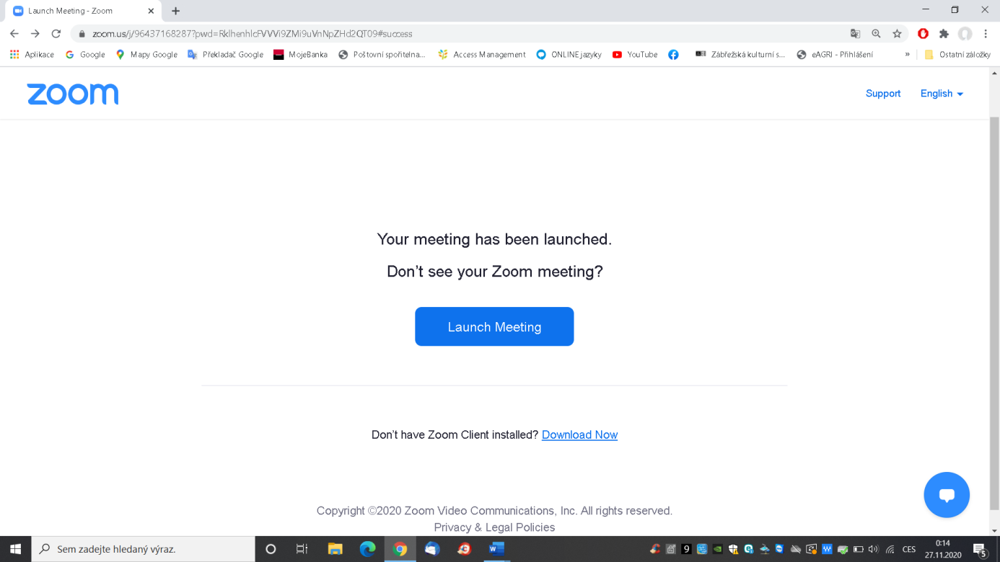 Launch Meeting - Zoom
zoom.us/j/96437168287?pwd=RklhenhlcFVVVi9ZMi9uVnNpZHd2QT09#success
Aplikace Google Mapy Google Překladač Google MojeBanka Poštovní spořitelna... Access Management ONLINE jazyky YouTube Zábřežská kulturní s... eAGRI - Přihlášení » Ostatní záložky
zoom
Support English
Your meeting has been launched.
Don't see your Zoom meeting?
Launch Meeting
Don't have Zoom Client installed? Download Now
Copyright ©2020 Zoom Video Communications, Inc. All rights reserved.
Privacy & Legal Policies
Sem zadejte hledaný výraz.
9
CES
0:14
27.11.2020
5